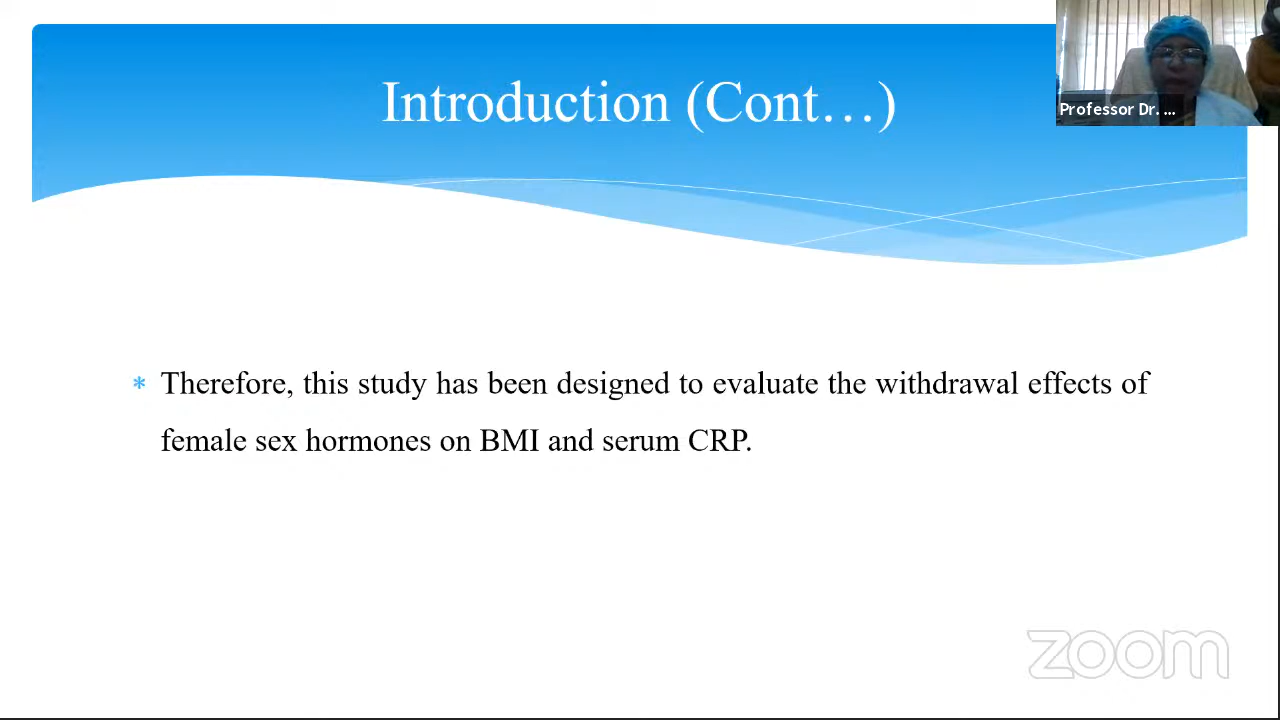 Introduction (Cont…)
Professor Dr. ...
* Therefore, this study has been designed to evaluate the withdrawal effects of
female sex hormones on BMI and serum CRP.
zoom